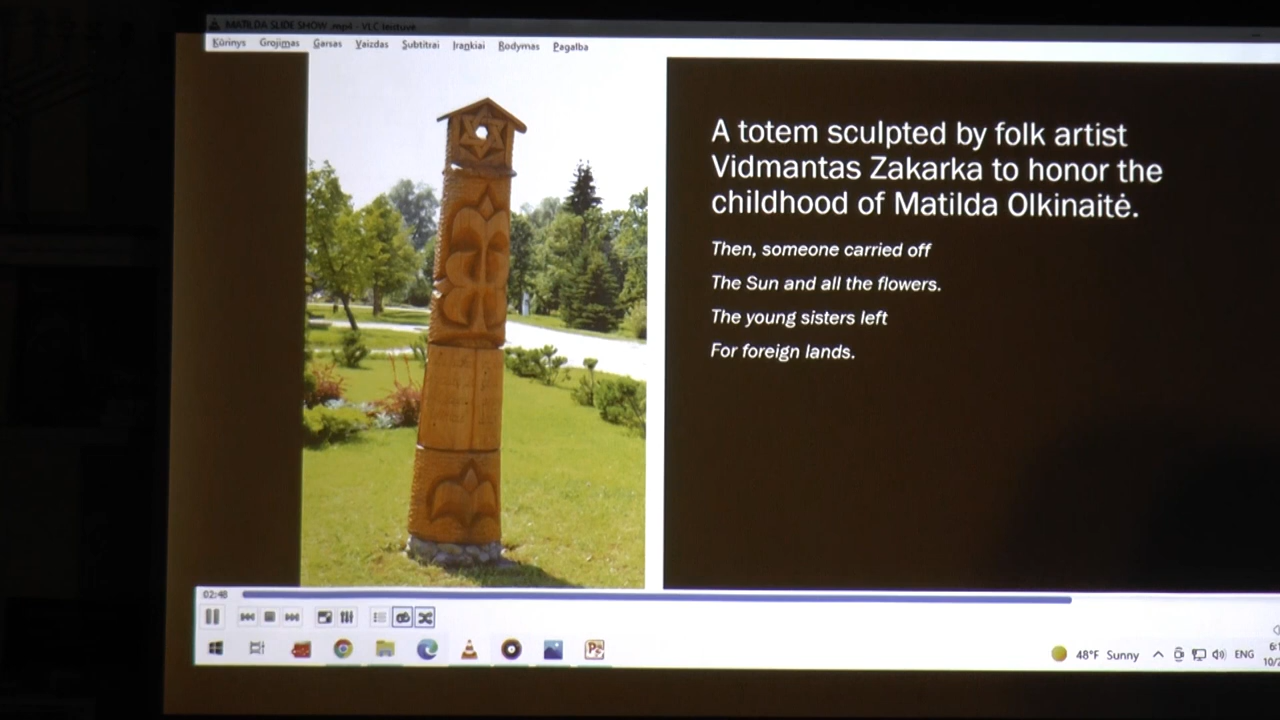 MATILDA SLIDE SHOW .mp4 - VLC leistuvė
Kūrinys Grojimas Garsas Vaizdas Subtitrai Įrankiai Rodymas Pagalba
A totem sculpted by folk artist
Vidmantas Zakarka to honor the
childhood of Matilda Olkinaitė.
Then, someone carried off
The Sun and all the flowers.
The young sisters left
For foreign lands.
02:48
48°F Sunny ENG